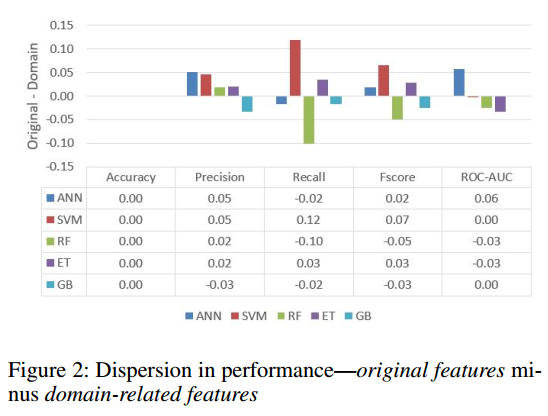 0.15
0.10
0.05
0.00
-0.05
-0.10
-0.15
Original - Domain
Accuracy Precision Recall Fscore ROC-AUC
ANN 0.00 0.05 -0.02 0.02 0.06
SVM 0.00 0.05 0.12 0.07 0.00
RF 0.00 0.02 -0.10 -0.05 -0.03
ET 0.00 0.02 0.03 0.03 -0.03
GB 0.00 -0.03 -0.02 -0.03 0.00
ANN SVM RF ET GB
Figure 2: Dispersion in performance—original features mi-
nus domain-related features